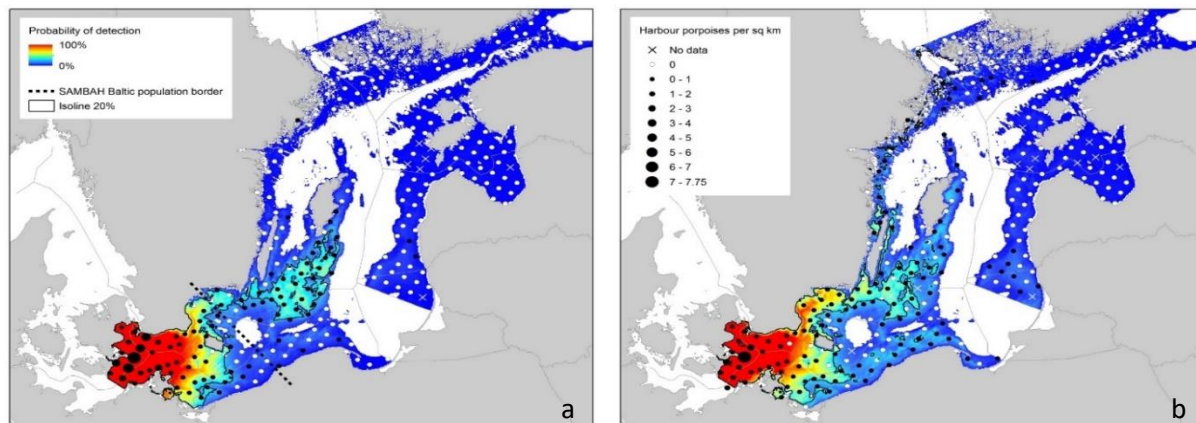 Probability of detection
100%
0%
SAMBAH Baltic population border
Isoline 20%
a
Harbour porpoises per sq km
No data
0
0 - 1
1 - 2
2 - 3
3 - 4
4 - 5
5 - 6
6 - 7
7 - 7.75
b